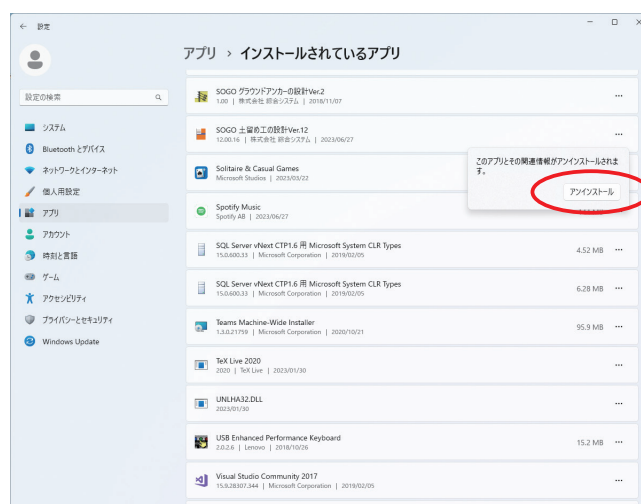 ← 設定
アプリ › インストールされているアプリ
設定の検索
システム
Bluetooth とデバイス
ネットワークとインターネット
個人用設定
アプリ
アカウント
時刻と言語
ゲーム
アクセシビリティ
プライバシーとセキュリティ
Windows Update
SOGO グラウンドアンカーの設計Ver.2
1.00 | 株式会社 綜合システム | 2018/11/07
SOGO 土留め工の設計Ver.12
12.00.16 | 株式会社 綜合システム | 2023/06/27
このアプリとその関連情報がアンインストールされま
す。
アンインストール
Solitaire & Casual Games
Microsoft Studios | 2023/03/22
Spotify Music
Spotify AB | 2023/06/27
SQL Server vNext CTP1.6 用 Microsoft System CLR Types
15.0.600.33 | Microsoft Corporation | 2019/02/05
4.52 MB
SQL Server vNext CTP1.6 用 Microsoft System CLR Types
15.0.600.33 | Microsoft Corporation | 2019/02/05
6.28 MB
Teams Machine-Wide Installer
1.3.0.21759 | Microsoft Corporation | 2020/10/21
95.9 MB
TeX Live 2020
2020 | TeX Live | 2023/01/30
UNLHA32.DLL
2023/01/30
USB Enhanced Performance Keyboard
2.0.2.6 | Lenovo | 2018/10/26
15.2 MB
Visual Studio Community 2017
15.9.28307.344 | Microsoft Corporation | 2019/02/05